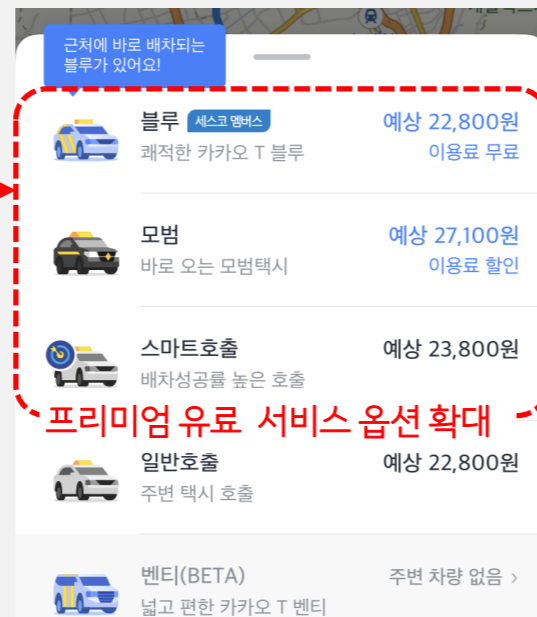 근처에 바로 배차되는
블루가 있어요!
블루 세스코 멤버스 예상 22,800원
쾌적한 카카오 T 블루 이용료 무료
모범 예상 27,100원
바로 오는 모범택시 이용료 할인
스마트호출 예상 23,800원
배차성공률 높은 호출
프리미엄 유료 서비스 옵션 확대
일반호출 예상 22,800원
주변 택시 호출
벤티(BETA) 주변 차량 없음 >
넓고 편한 카카오 T 벤티